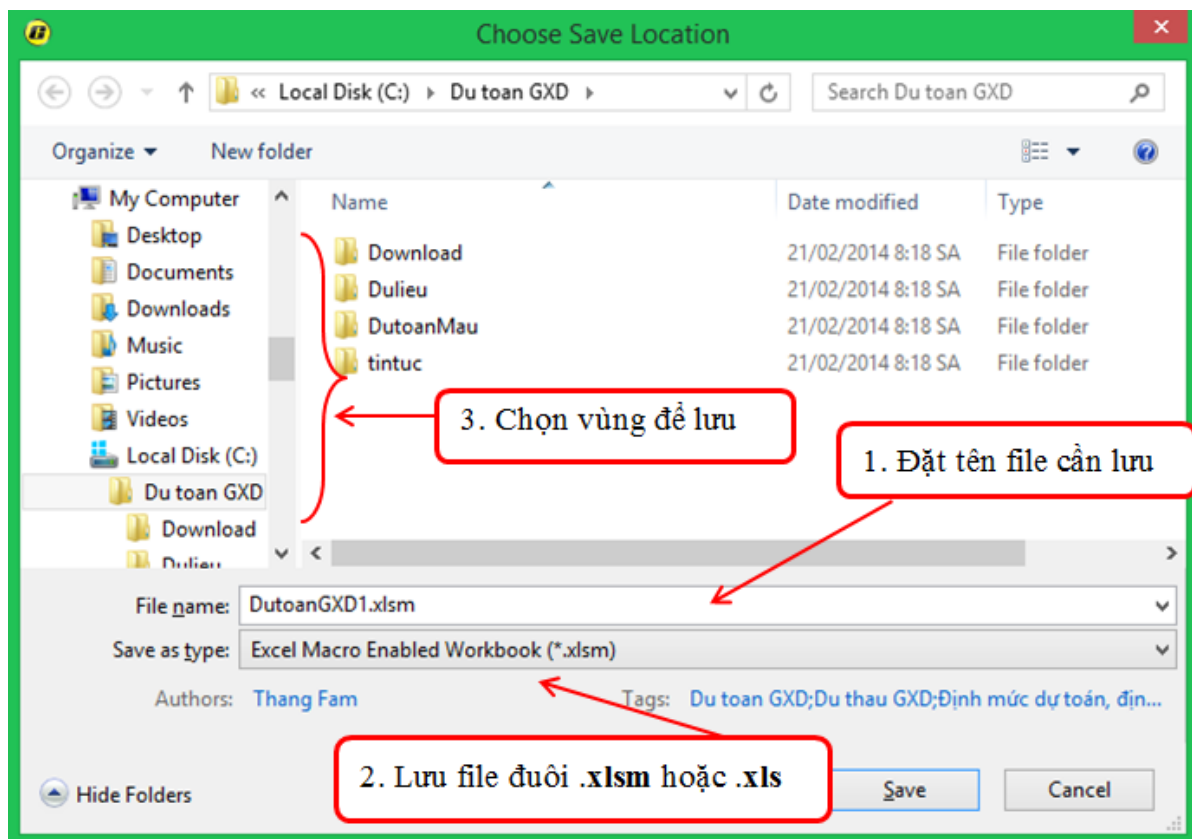 Choose Save Location
« Local Disk (C:) Du toan GXD
Search Du toan GXD
Organize
New folder
My Computer
Desktop
Documents
Downloads
Music
Pictures
Videos
Local Disk (C:)
Du toan GXD
Download
Dulieu
Name Date modified Type
Download 21/02/2014 8:18 SA File folder
Dulieu 21/02/2014 8:18 SA File folder
DutoanMau 21/02/2014 8:18 SA File folder
tintuc 21/02/2014 8:18 SA File folder
3. Chọn vùng để lưu
1. Đặt tên file cần lưu
File name: DutoanGXD1.xlsm
Save as type: Excel Macro Enabled Workbook (*.xlsm)
Authors: Thang Fam
Tags: Du toan GXD;Du thau GXD;Định mức dự toán, địn...
2. Lưu file đuôi .xlsm hoặc .xls
Hide Folders
Save
Cancel